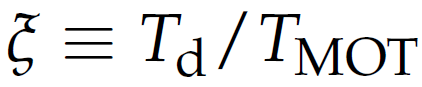 ξ ≡ T_d / T_MOT